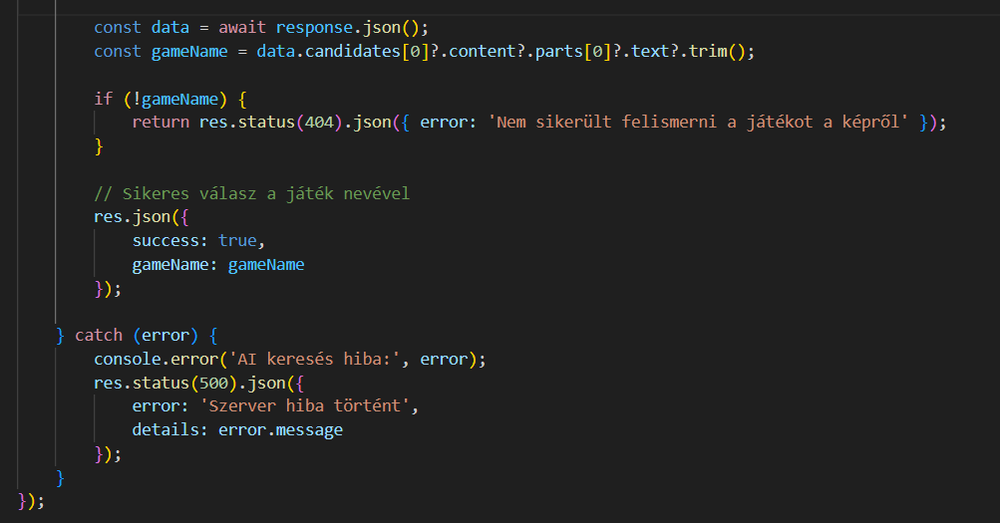 const data = await response.json();
const gameName = data.candidates[0]?.content?.parts[0]?.text?.trim();
if (!gameName) {
return res.status(404).json({ error: 'Nem sikerült felismerni a játékot a képről' });
}
// Sikeres válasz a játék nevével
res.json({
success: true,
gameName: gameName
});
} catch (error) {
console.error('AI keresés hiba:', error);
res.status(500).json({
error: 'Szerver hiba történt',
details: error.message
});
}
});